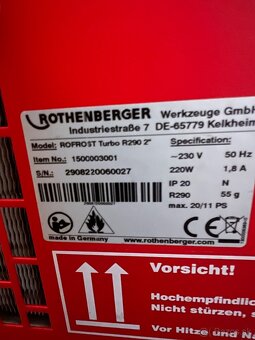 ROTHENBERGER Werkzeuge GmbH
Industriestraße 7 DE-65779 Kelkheim
Model: ROFROST Turbo R290 2"
Item No.: 1500003001
S/N.: 2908220060027
Specification:
~230 V 50 Hz
220W 1,8 A
IP 20 N
R290 55 g
max. 20/11 PS
Made in Germany
www.rothenberger.com
Vorsicht!
Hochempfindlic
Nicht stürzen, s
Vor Hitze und Na